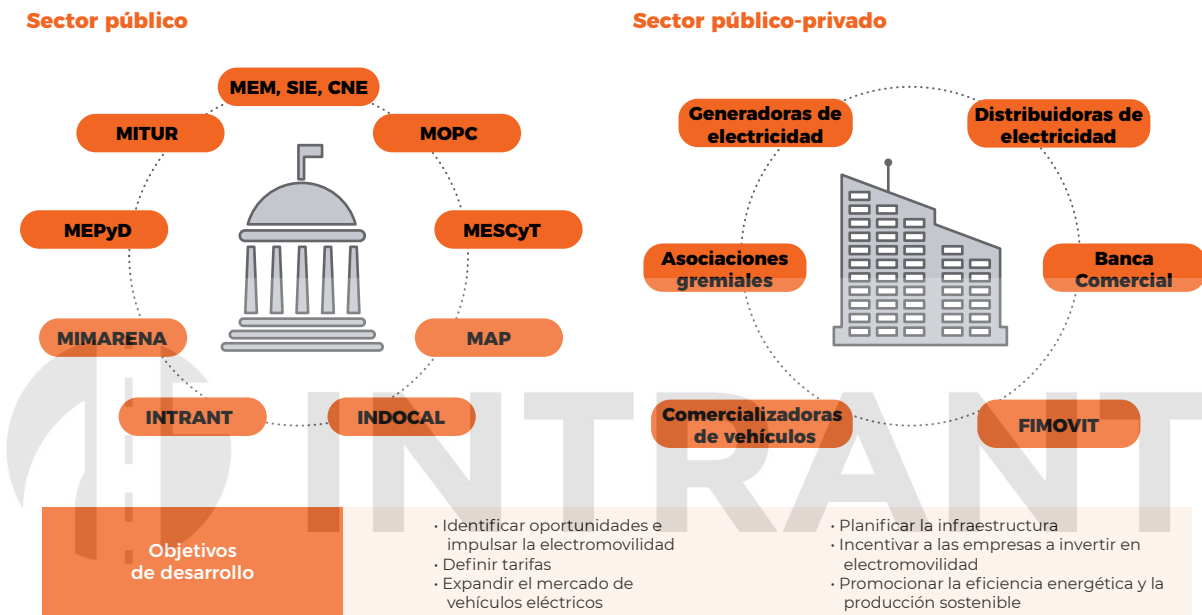 Sector público
MEM, SIE, CNE
MITUR
MOPC
MEPyD
MESCyT
MIMARENA
MAP
INTRANT
INDOCAL
Sector público-privado
Generadoras de
electricidad
Distribuidoras de
electricidad
Asociaciones
gremiales
Banca
Comercial
Comercializadoras
de vehículos
FIMOVIT
INTRANT
Objetivos
de desarrollo
· Identificar oportunidades e
impulsar la electromovilidad
· Definir tarifas
· Expandir el mercado de
vehículos eléctricos
· Planificar la infraestructura
· Incentivar a las empresas a invertir en
electromovilidad
· Promocionar la eficiencia energética y la
producción sostenible